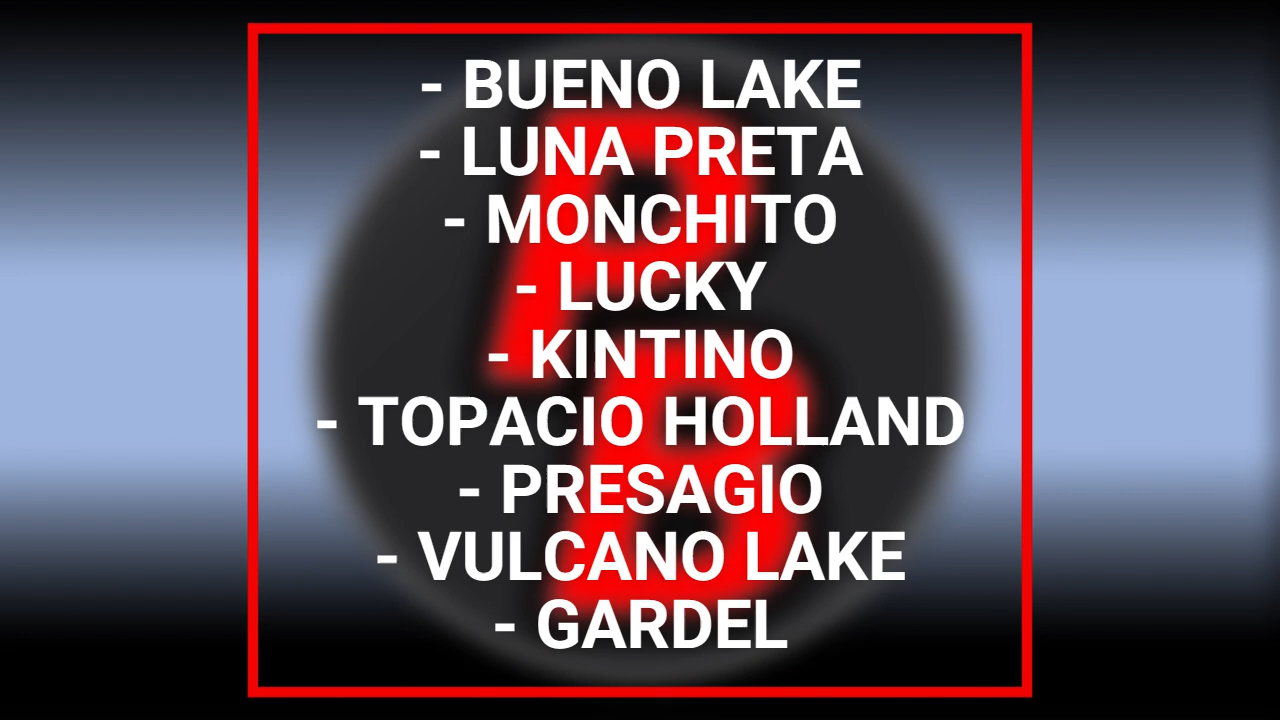 - BUENO LAKE
- LUNA PRETA
- MONCHITO
- LUCKY
- KINTINO
- TOPACIO HOLLAND
- PRESAGIO
- VULCANO LAKE
- GARDEL